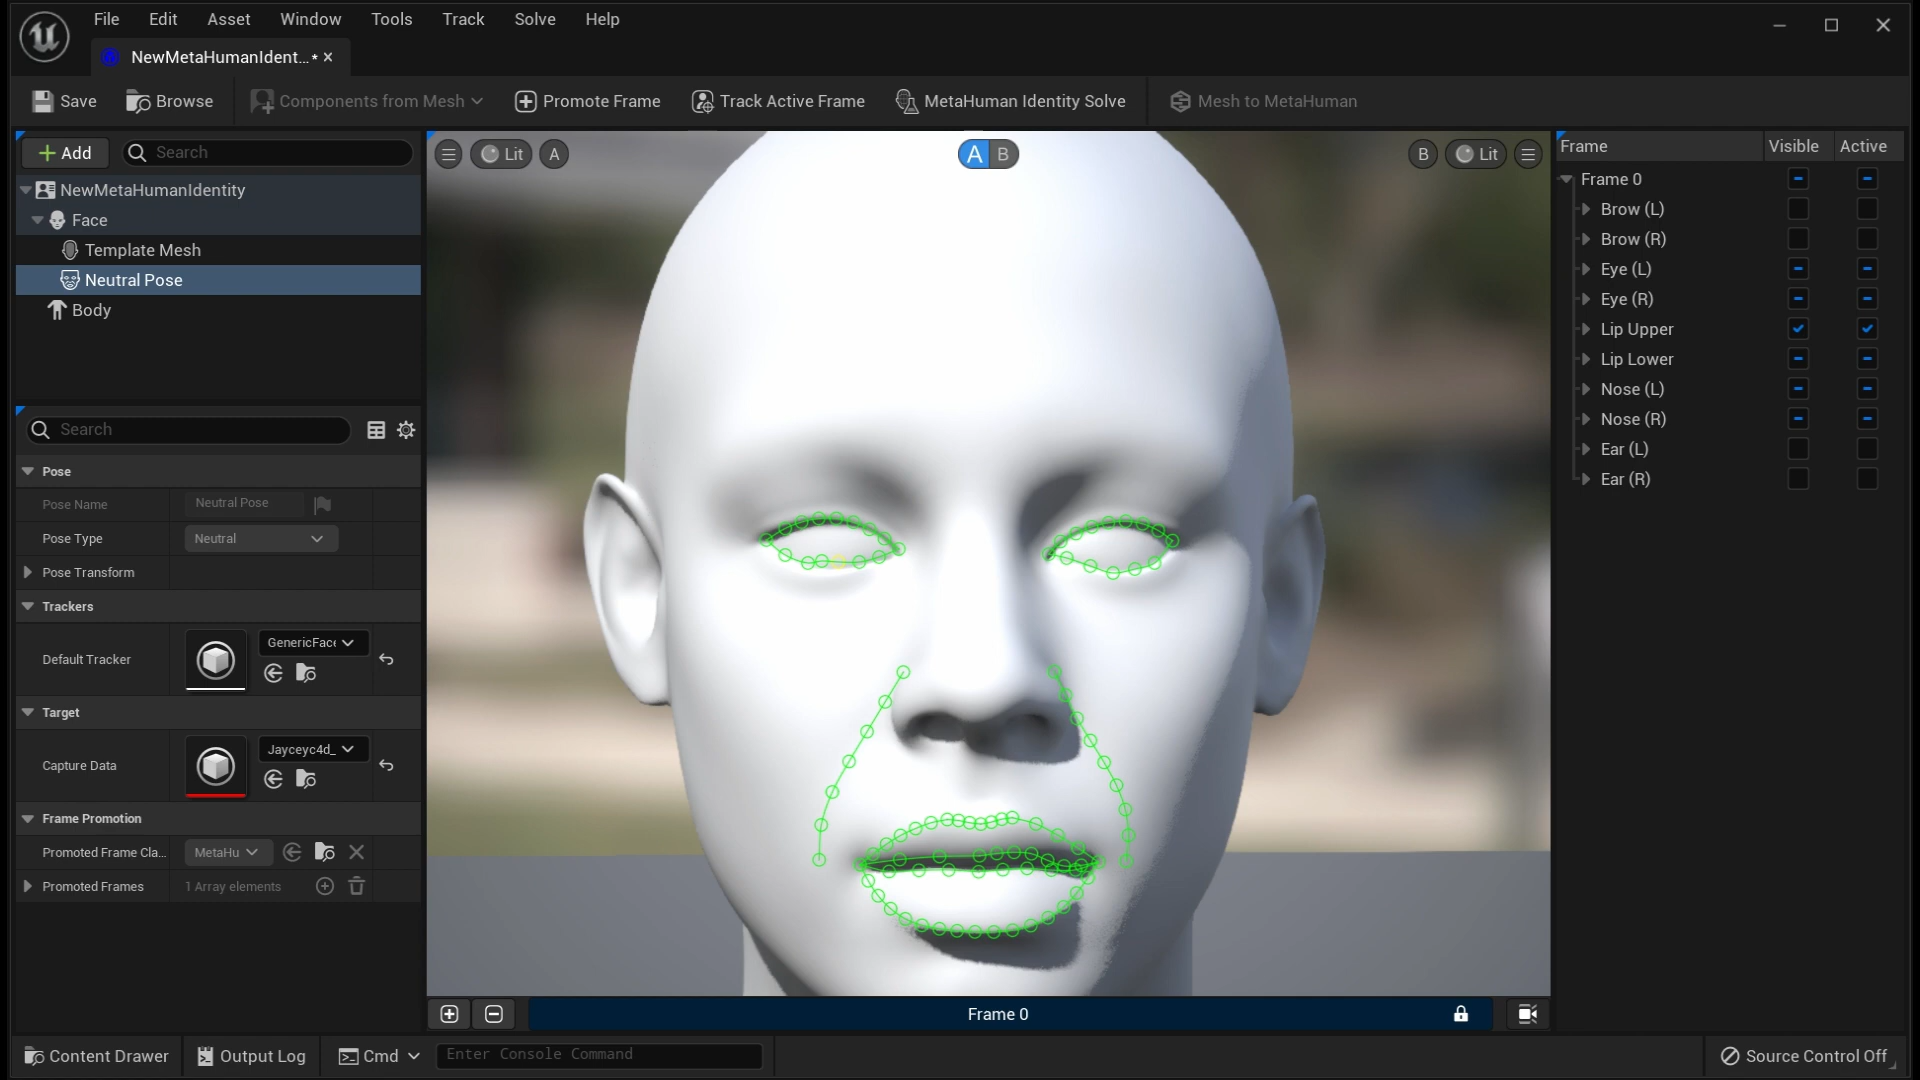 File Edit Asset Window Tools Track Solve Help
NewMetaHumanIdent...*
Save Browse Components from Mesh Promote Frame Track Active Frame MetaHuman Identity Solve Mesh to MetaHuman
Add Search
NewMetaHumanIdentity
Face
Template Mesh
Neutral Pose
Body
Search
Pose
Pose Name Neutral Pose
Pose Type Neutral
Pose Transform
Trackers
Default Tracker GenericFac
Target
Capture Data Jayceyc4d_
Frame Promotion
Promoted Frame Cla... MetaHu
Promoted Frames 1 Array elements
Lit A A B B Lit
Frame 0
Frame Visible Active
Frame 0
Brow (L)
Brow (R)
Eye (L)
Eye (R)
Lip Upper
Lip Lower
Nose (L)
Nose (R)
Ear (L)
Ear (R)
Content Drawer Output Log Cmd Enter Console Command Source Control Off